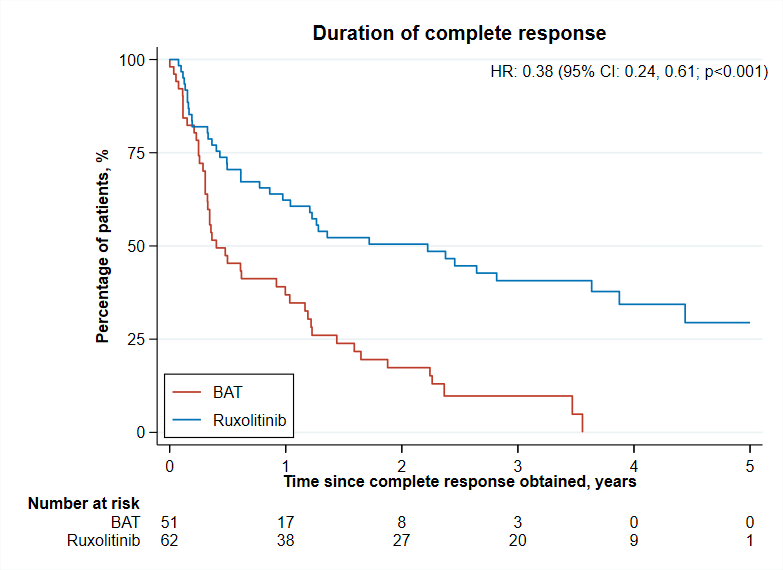 Duration of complete response
HR: 0.38 (95% CI: 0.24, 0.61; p<0.001)
Percentage of patients, %
100
75
50
25
0
BAT
Ruxolitinib
0 1 2 3 4 5
Time since complete response obtained, years
Number at risk
BAT 51 17 8 3 0 0
Ruxolitinib 62 38 27 20 9 1